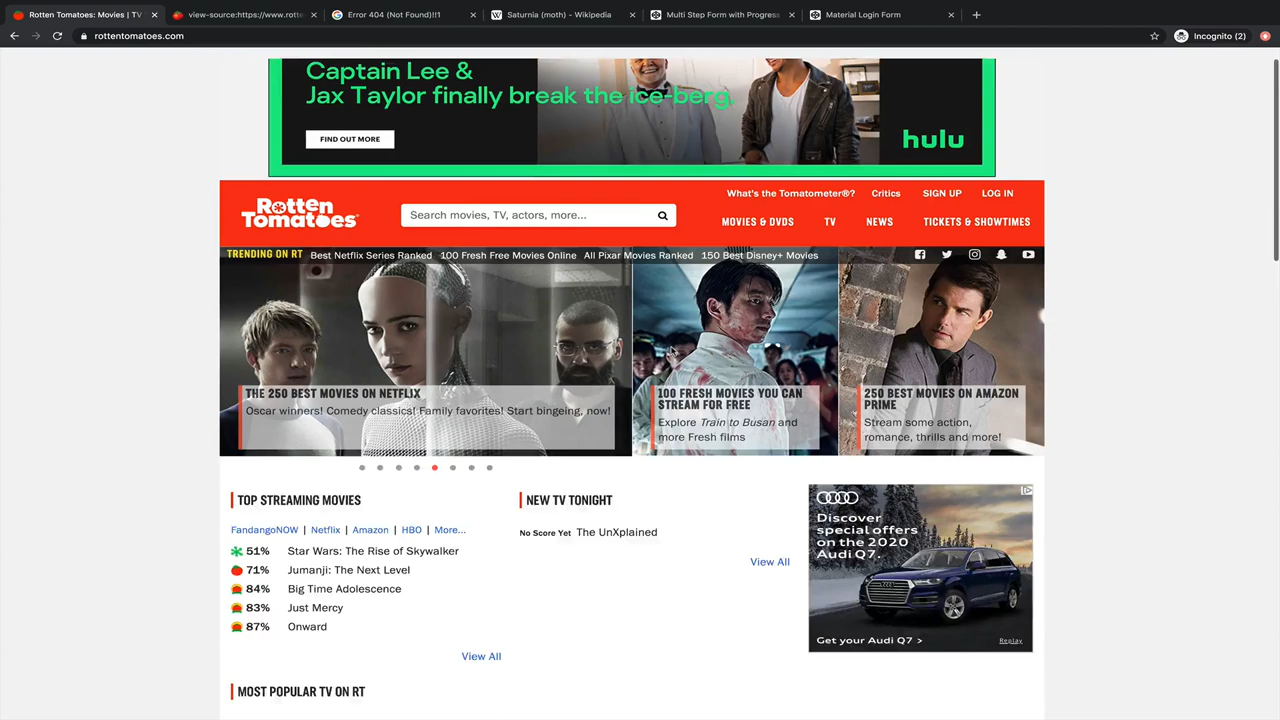 Rotten Tomatoes: Movies | TV
view-source:https://www.rotte
Error 404 (Not Found)!!1
Saturnia (moth) - Wikipedia
Multi Step Form with Progress
Material Login Form
rottentomatoes.com
Incognito (2)
Captain Lee &
Jax Taylor finally break the ice-berg.
FIND OUT MORE
hulu
What's the Tomatometer®?
Critics
SIGN UP
LOG IN
Rotten
Tomatoes
Search movies, TV, actors, more...
MOVIES & DVDS
TV
NEWS
TICKETS & SHOWTIMES
TRENDING ON RT
Best Netflix Series Ranked
100 Fresh Free Movies Online
All Pixar Movies Ranked
150 Best Disney+ Movies
THE 250 BEST MOVIES ON NETFLIX
Oscar winners! Comedy classics! Family favorites! Start bingeing, now!
100 FRESH MOVIES YOU CAN
STREAM FOR FREE
Explore Train to Busan and
more Fresh films
250 BEST MOVIES ON AMAZON
PRIME
Stream some action,
romance, thrills and more!
TOP STREAMING MOVIES
FandangoNOW | Netflix | Amazon | HBO | More...
51% Star Wars: The Rise of Skywalker
71% Jumanji: The Next Level
84% Big Time Adolescence
83% Just Mercy
87% Onward
View All
NEW TV TONIGHT
No Score Yet The UnXplained
View All
Discover
special offers
on the 2020
Audi Q7.
Get your Audi Q7 >
Replay
MOST POPULAR TV ON RT